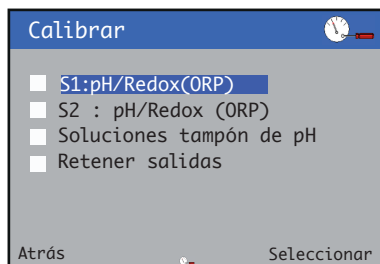 Calibrar
S1:pH/Redox(ORP)
S2 : pH/Redox (ORP)
Soluciones tampón de pH
Retener salidas
Atrás Seleccionar